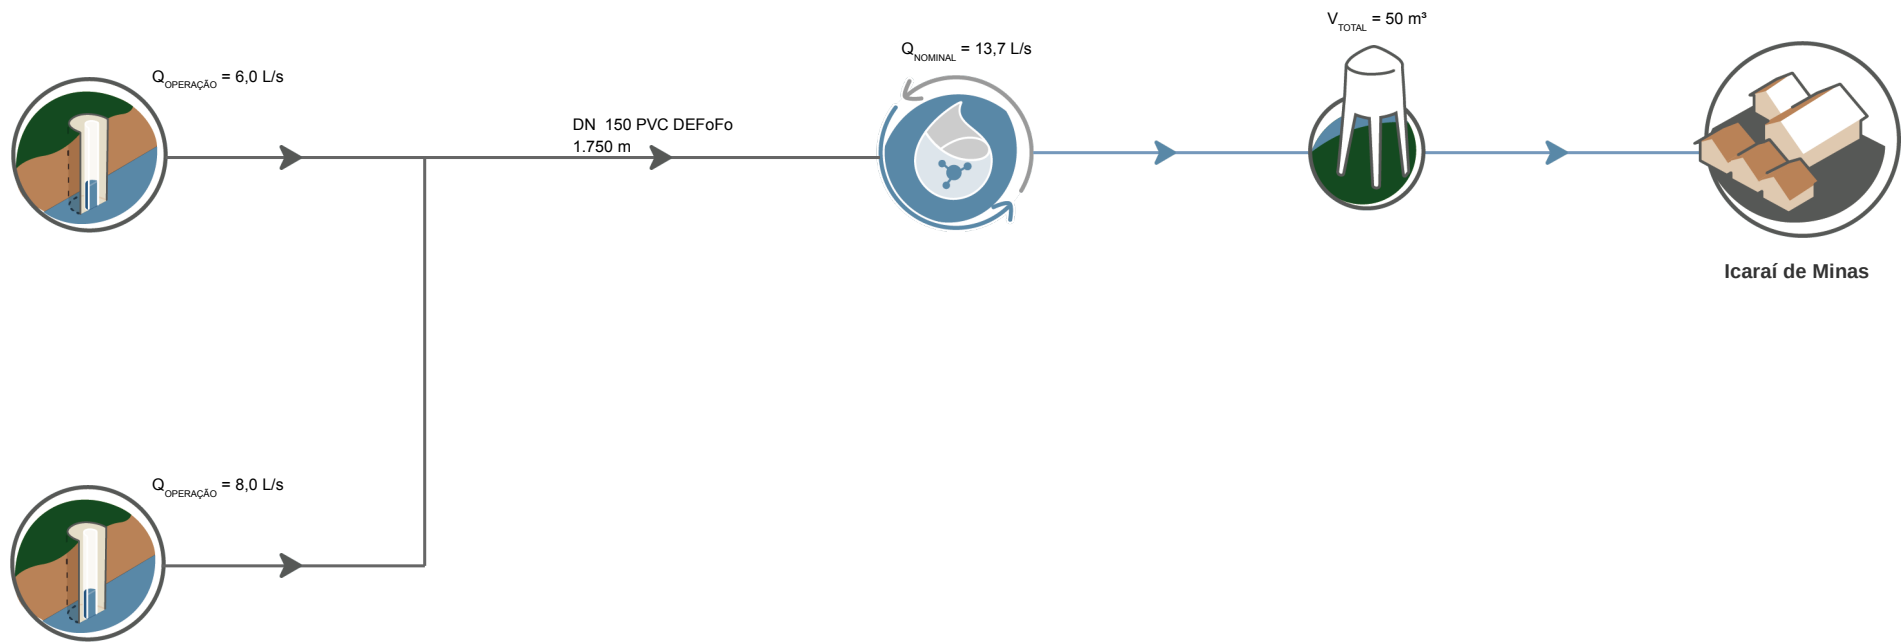 V_TOTAL = 50 m³
Q_NOMINAL = 13,7 L/s
Q_OPERAÇÃO = 6,0 L/s
DN 150 PVC DEFoFo
1.750 m
Icaraí de Minas
Q_OPERAÇÃO = 8,0 L/s